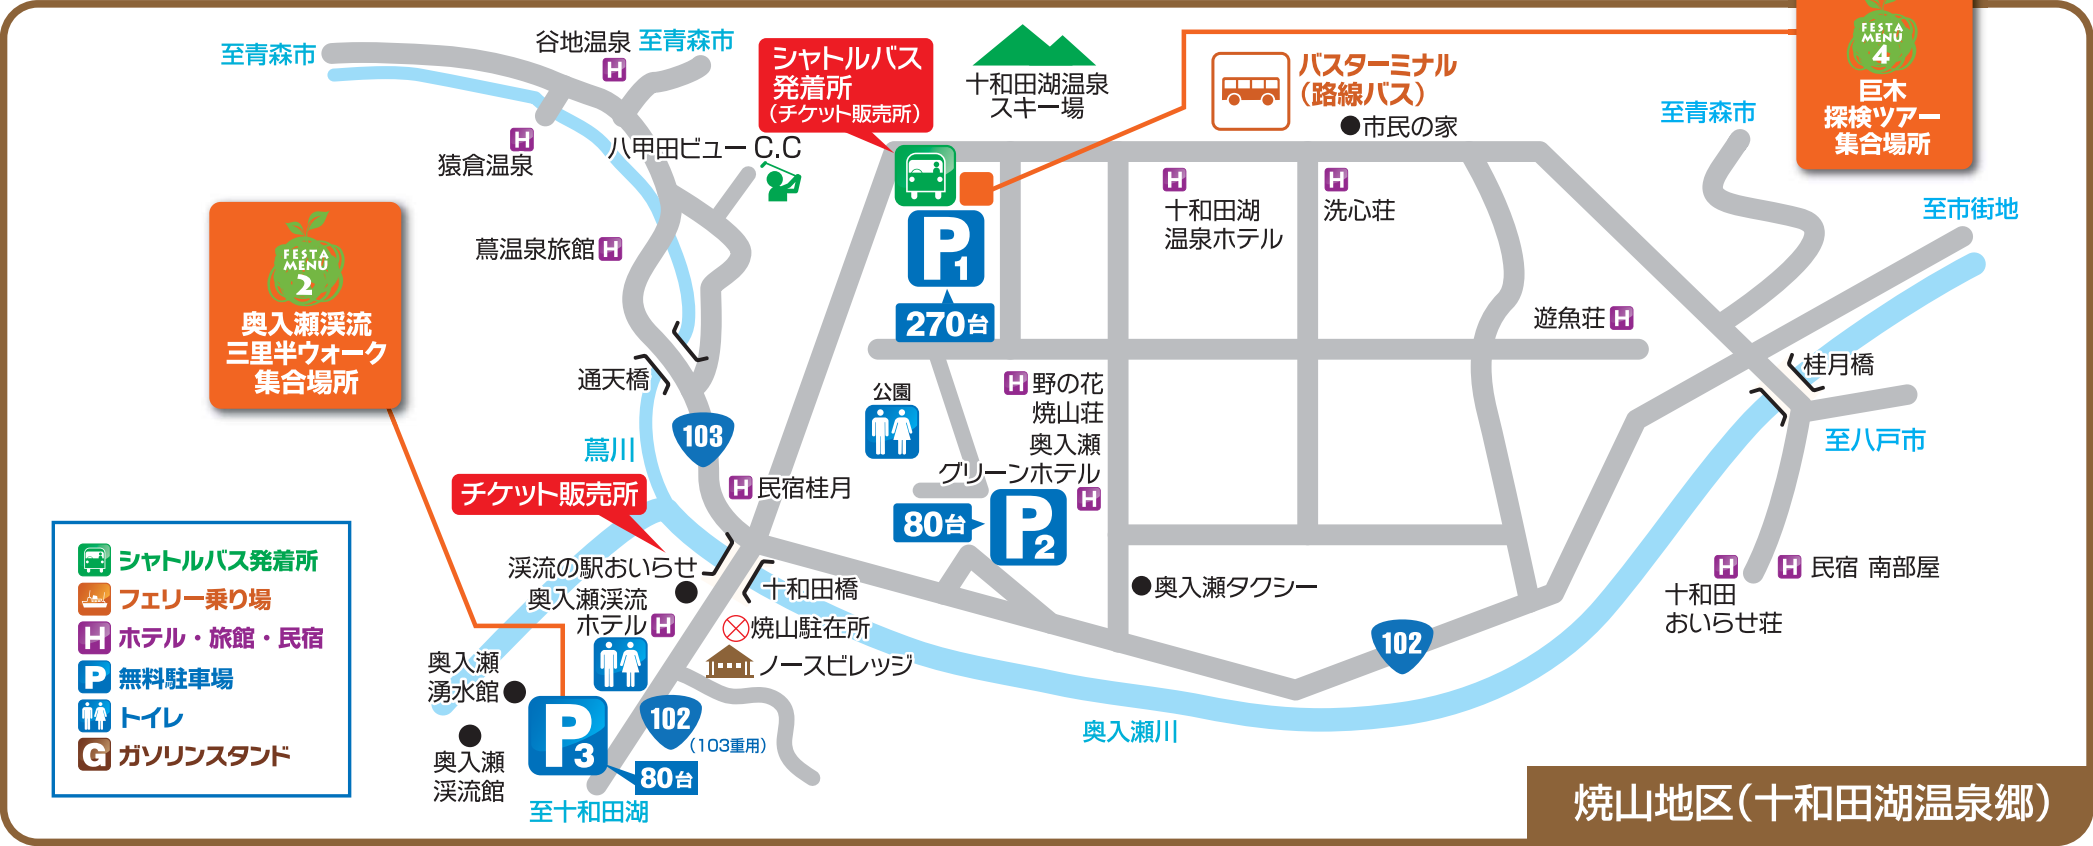 至青森市
谷地温泉
至青森市
シャトルバス
発着所
(チケット販売所)
十和田湖温泉
スキー場
バスターミナル
(路線バス)
市民の家
至青森市
FESTA
MENU
4
巨木
探検ツアー
集合場所
猿倉温泉
八甲田ビューC.C
十和田湖
温泉ホテル
洗心荘
至市街地
FESTA
MENU
2
奥入瀬渓流
三里半ウォーク
集合場所
蔦温泉旅館
P1
270台
遊魚荘
通天橋
桂月橋
公園
野の花
焼山荘
奥入瀬
グリーンホテル
103
蔦川
至八戸市
チケット販売所
民宿桂月
80台
P2
シャトルバス発着所
フェリー乗り場
H
ホテル・旅館・民宿
P
無料駐車場
トイレ
G
ガソリンスタンド
渓流の駅おいらせ
奥入瀬渓流
ホテル
十和田橋
焼山駐在所
ノースビレッジ
奥入瀬タクシー
102
十和田
おいらせ荘
民宿 南部屋
奥入瀬
湧水館
奥入瀬
渓流館
P3
80台
102
(103重用)
至十和田湖
奥入瀬川
焼山地区(十和田湖温泉郷)